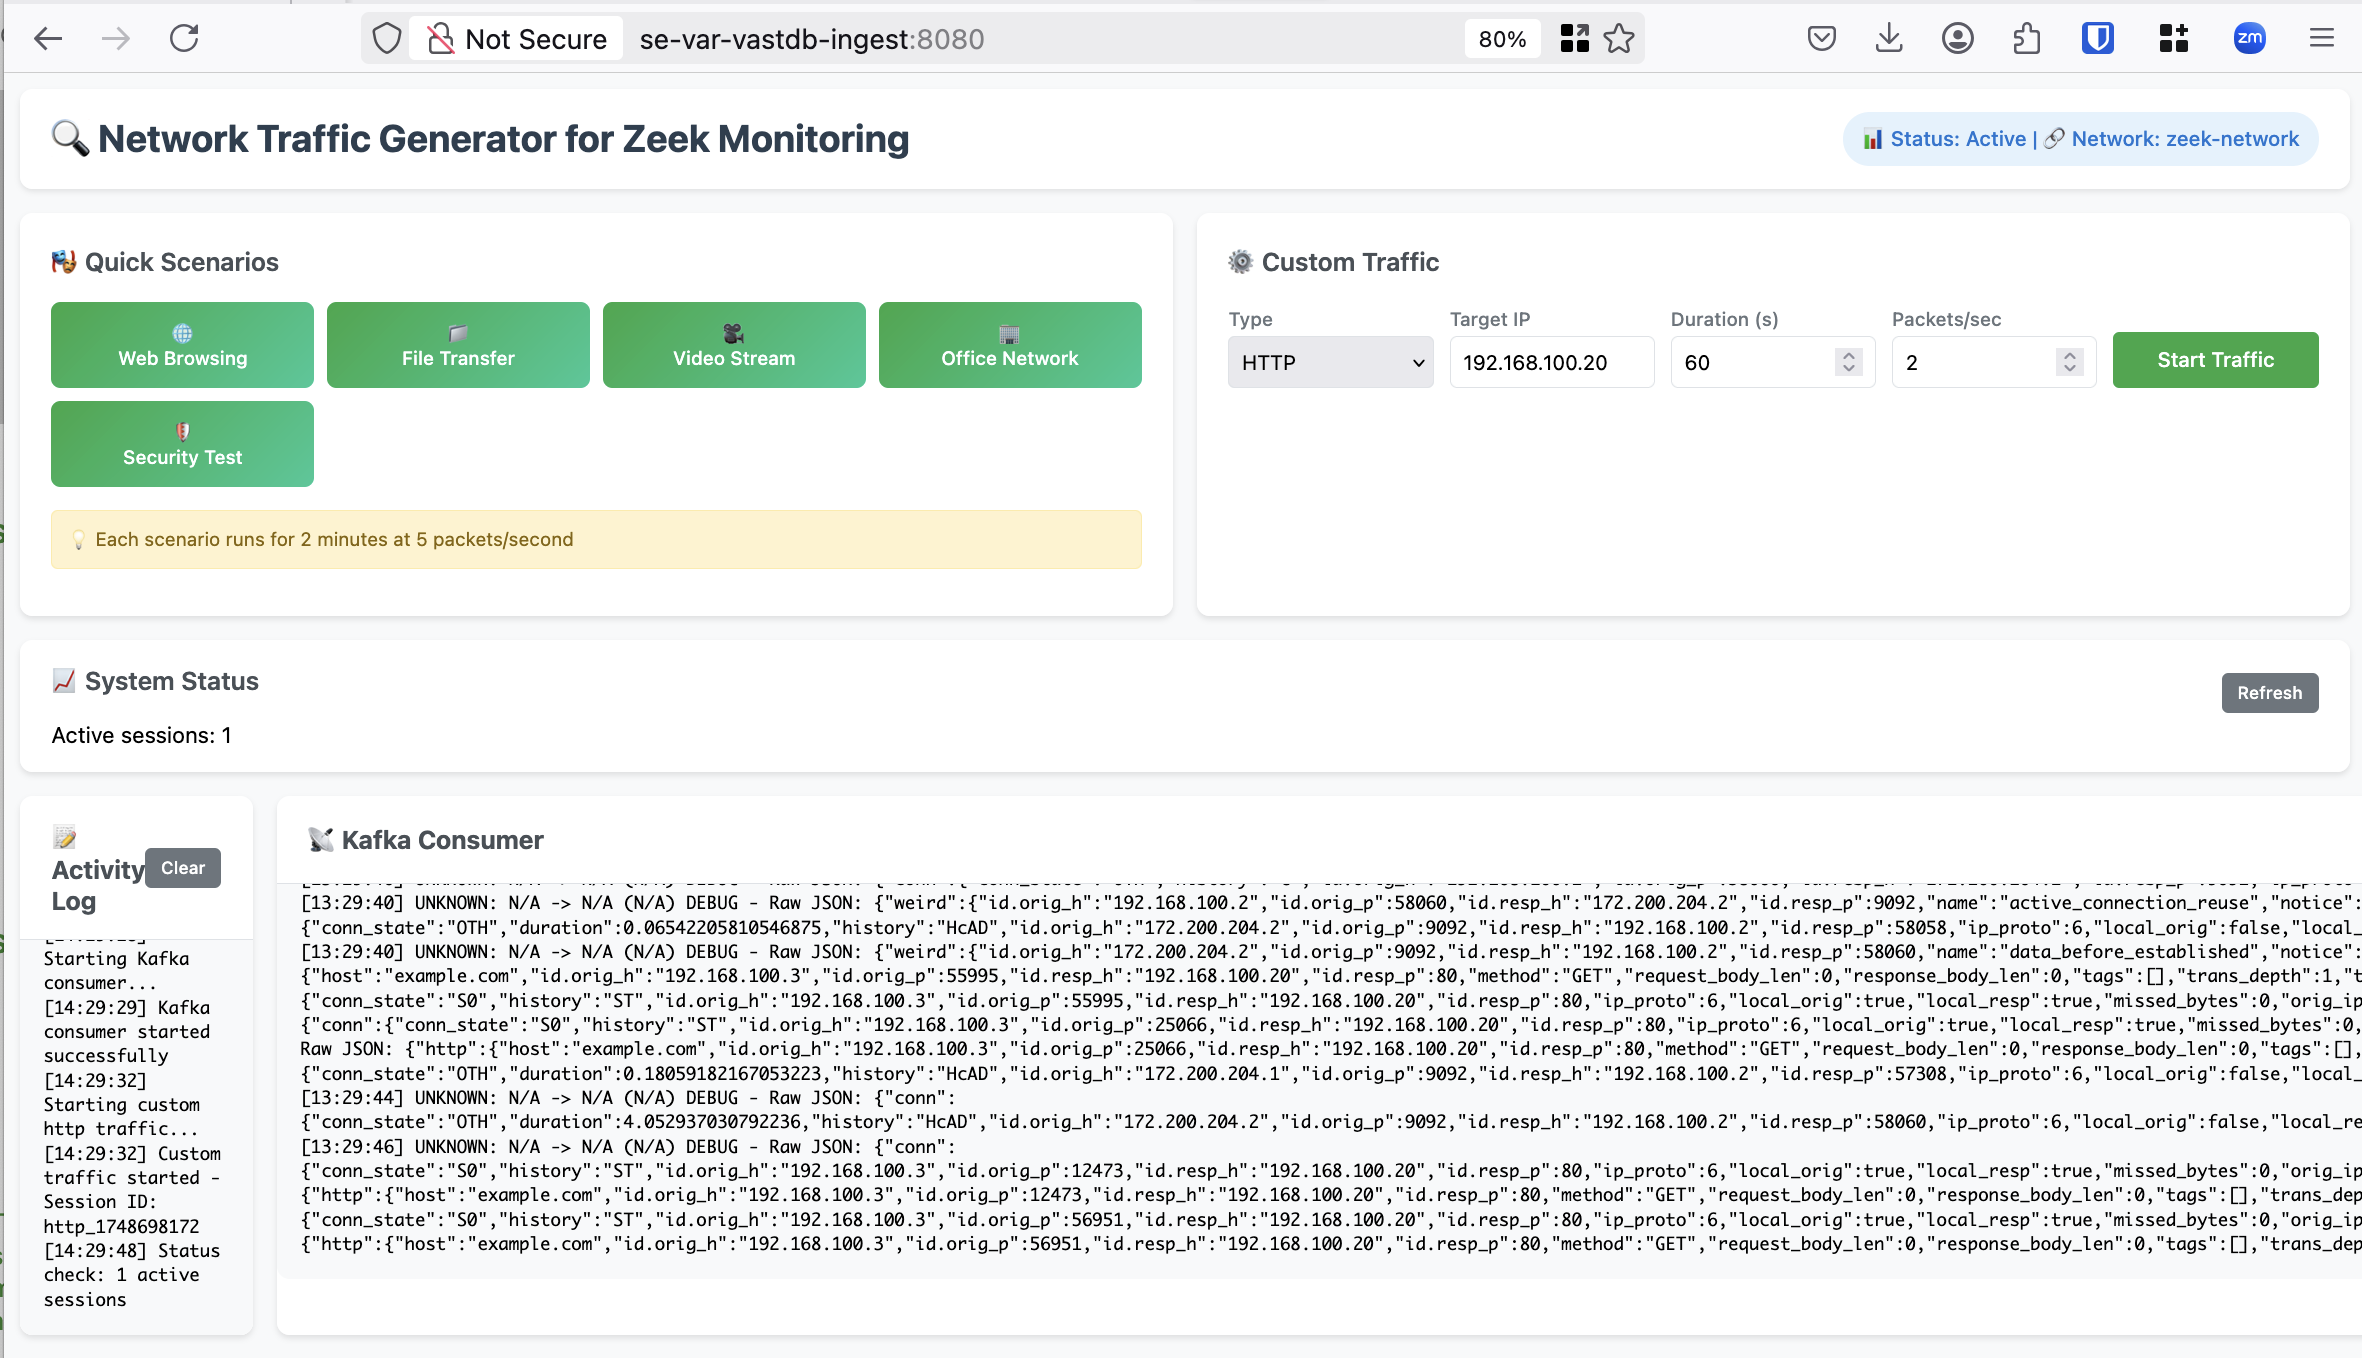 Not Secure
se-var-vastdb-ingest:8080
80%
zm
Network Traffic Generator for Zeek Monitoring
Status: Active | Network: zeek-network
Quick Scenarios
Web Browsing
File Transfer
Video Stream
Office Network
Security Test
Each scenario runs for 2 minutes at 5 packets/second
Custom Traffic
Type
Target IP
Duration (s)
Packets/sec
HTTP
192.168.100.20
60
2
Start Traffic
System Status
Refresh
Active sessions: 1
Activity Log
Clear
Starting Kafka
consumer...
[14:29:29] Kafka
consumer started
successfully
[14:29:32]
Starting custom
http traffic...
[14:29:32] Custom
traffic started -
Session ID:
http_1748698172
[14:29:48] Status
check: 1 active
sessions
Kafka Consumer
[13:29:40] UNKNOWN: N/A -> N/A (N/A) DEBUG - Raw JSON: {"weird":{"id.orig_h":"192.168.100.2","id.orig_p":58060,"id.resp_h":"172.200.204.2","id.resp_p":9092,"name":"active_connection_reuse","notice":
{"conn_state":"OTH","duration":0.06542205810546875,"history":"HcAD","id.orig_h":"172.200.204.2","id.orig_p":9092,"id.resp_h":"192.168.100.2","id.resp_p":58058,"ip_proto":6,"local_orig":false,"local_
[13:29:40] UNKNOWN: N/A -> N/A (N/A) DEBUG - Raw JSON: {"weird":{"id.orig_h":"172.200.204.2","id.orig_p":9092,"id.resp_h":"192.168.100.2","id.resp_p":58060,"name":"data_before_established","notice":
{"host":"example.com","id.orig_h":"192.168.100.3","id.orig_p":55995,"id.resp_h":"192.168.100.20","id.resp_p":80,"method":"GET","request_body_len":0,"response_body_len":0,"tags":[],"trans_depth":1,"t
{"conn_state":"S0","history":"ST","id.orig_h":"192.168.100.3","id.orig_p":55995,"id.resp_h":"192.168.100.20","id.resp_p":80,"ip_proto":6,"local_orig":true,"local_resp":true,"missed_bytes":0,"orig_ip
{"conn":{"conn_state":"S0","history":"ST","id.orig_h":"192.168.100.3","id.orig_p":25066,"id.resp_h":"192.168.100.20","id.resp_p":80,"ip_proto":6,"local_orig":true,"local_resp":true,"missed_bytes":0,
Raw JSON: {"http":{"host":"example.com","id.orig_h":"192.168.100.3","id.orig_p":25066,"id.resp_h":"192.168.100.20","id.resp_p":80,"method":"GET","request_body_len":0,"response_body_len":0,"tags":[],
{"conn_state":"OTH","duration":0.18059182167053223,"history":"HcAD","id.orig_h":"172.200.204.1","id.orig_p":9092,"id.resp_h":"192.168.100.2","id.resp_p":57308,"ip_proto":6,"local_orig":false,"local_
[13:29:44] UNKNOWN: N/A -> N/A (N/A) DEBUG - Raw JSON: {"conn":
{"conn_state":"OTH","duration":4.052937030792236,"history":"HcAD","id.orig_h":"172.200.204.2","id.orig_p":9092,"id.resp_h":"192.168.100.2","id.resp_p":58060,"ip_proto":6,"local_orig":false,"local_re
[13:29:46] UNKNOWN: N/A -> N/A (N/A) DEBUG - Raw JSON: {"conn":
{"conn_state":"S0","history":"ST","id.orig_h":"192.168.100.3","id.orig_p":12473,"id.resp_h":"192.168.100.20","id.resp_p":80,"ip_proto":6,"local_orig":true,"local_resp":true,"missed_bytes":0,"orig_ip
{"http":{"host":"example.com","id.orig_h":"192.168.100.3","id.orig_p":12473,"id.resp_h":"192.168.100.20","id.resp_p":80,"method":"GET","request_body_len":0,"response_body_len":0,"tags":[],"trans_dep
{"conn_state":"S0","history":"ST","id.orig_h":"192.168.100.3","id.orig_p":56951,"id.resp_h":"192.168.100.20","id.resp_p":80,"ip_proto":6,"local_orig":true,"local_resp":true,"missed_bytes":0,"orig_ip
{"http":{"host":"example.com","id.orig_h":"192.168.100.3","id.orig_p":56951,"id.resp_h":"192.168.100.20","id.resp_p":80,"method":"GET","request_body_len":0,"response_body_len":0,"tags":[],"trans_dep